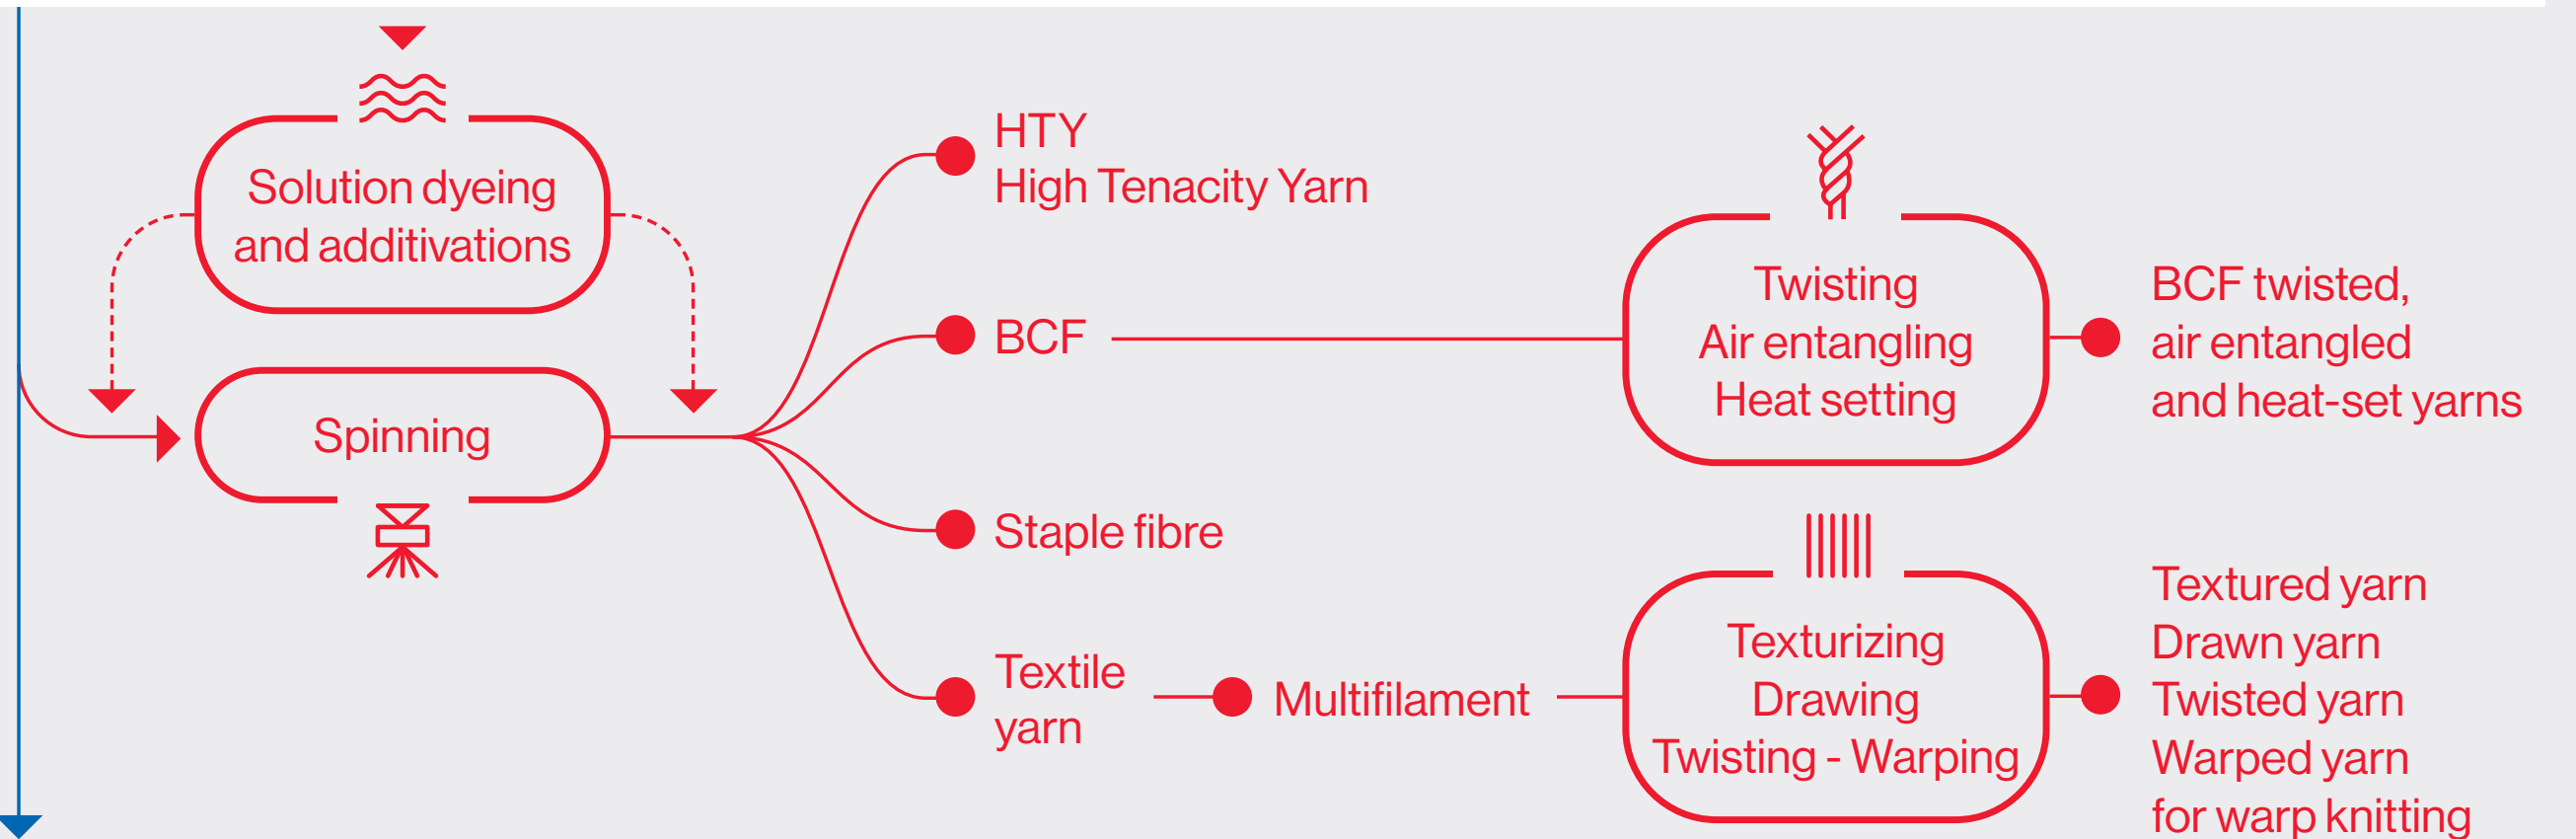 Solution dyeing
and additivations
Spinning
HTY
High Tenacity Yarn
BCF
Staple fibre
Textile
yarn
Multifilament
Twisting
Air entangling
Heat setting
BCF twisted,
air entangled
and heat-set yarns
Texturizing
Drawing
Twisting - Warping
Textured yarn
Drawn yarn
Twisted yarn
Warped yarn
for warp knitting